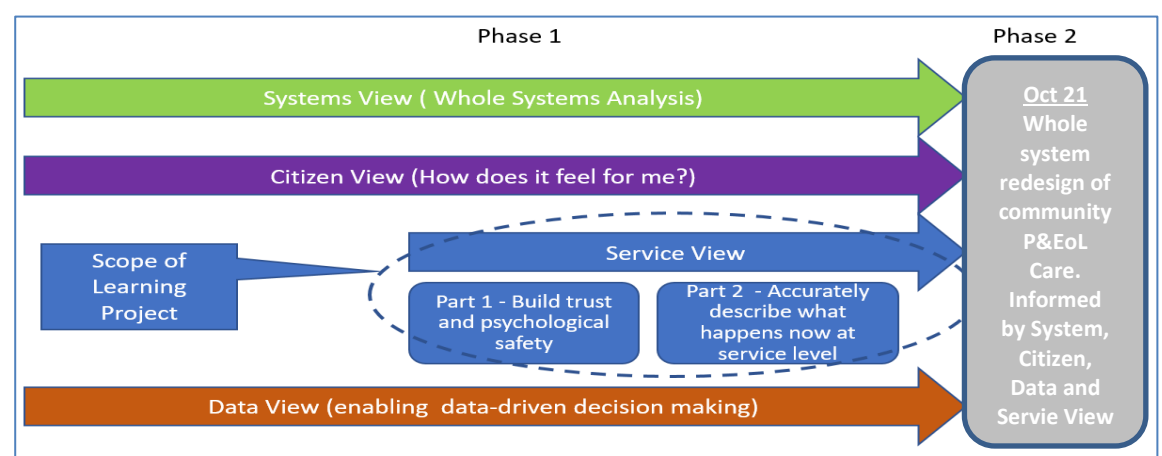 Phase 1
Phase 2
Systems View ( Whole Systems Analysis)
Citizen View (How does it feel for me?)
Scope of
Learning
Project
Service View
Part 1 - Build trust
and psychological
safety
Part 2  - Accurately
describe what
happens now at
service level
Data View (enabling  data-driven decision making)
Oct 21
Whole
system
redesign of
community
P&EoL
Care.
Informed
by System,
Citizen,
Data and
Servie View